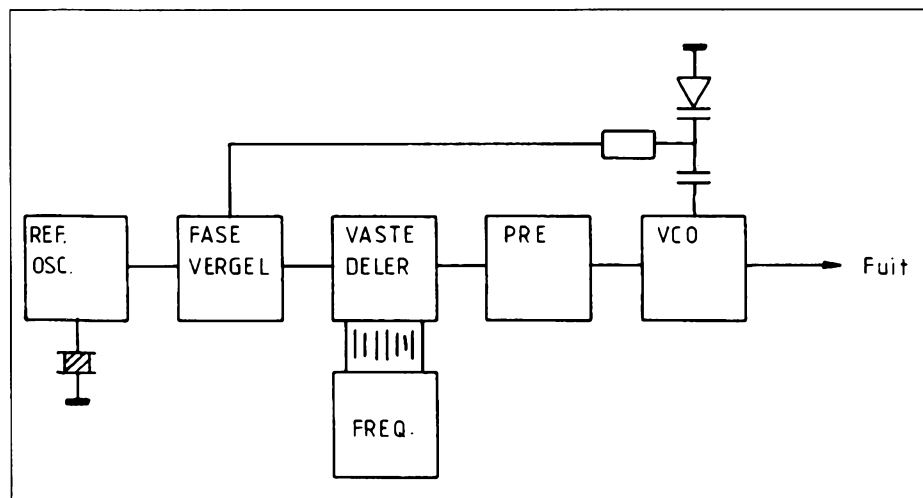 REF.
OSC.
FASE
VERGEL
VASTE
DELER
PRE
VCO
Fuit
FREQ.